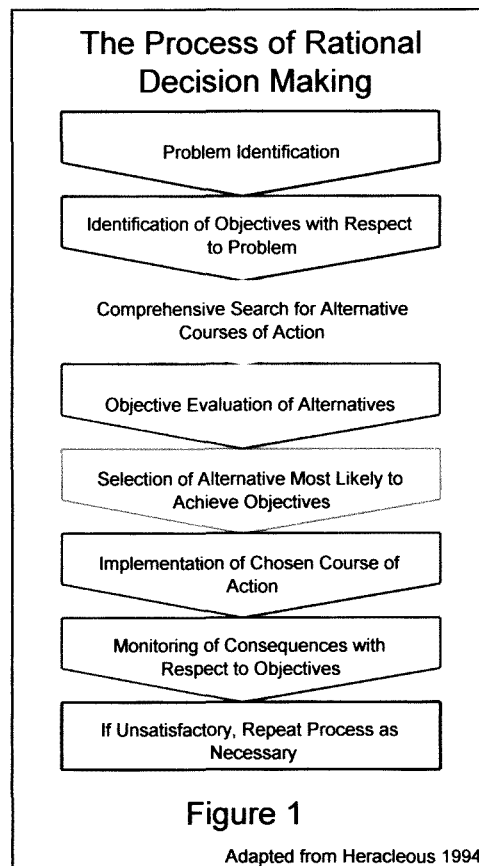 The Process of Rational
Decision Making
Problem Identification
Identification of Objectives with Respect
to Problem
Comprehensive Search for Alternative
Courses of Action
Objective Evaluation of Alternatives
Selection of Alternative Most Likely to
Achieve Objectives
Implementation of Chosen Course of
Action
Monitoring of Consequences with
Respect to Objectives
If Unsatisfactory, Repeat Process as
Necessary
Figure 1
Adapted from Heracleous 1994